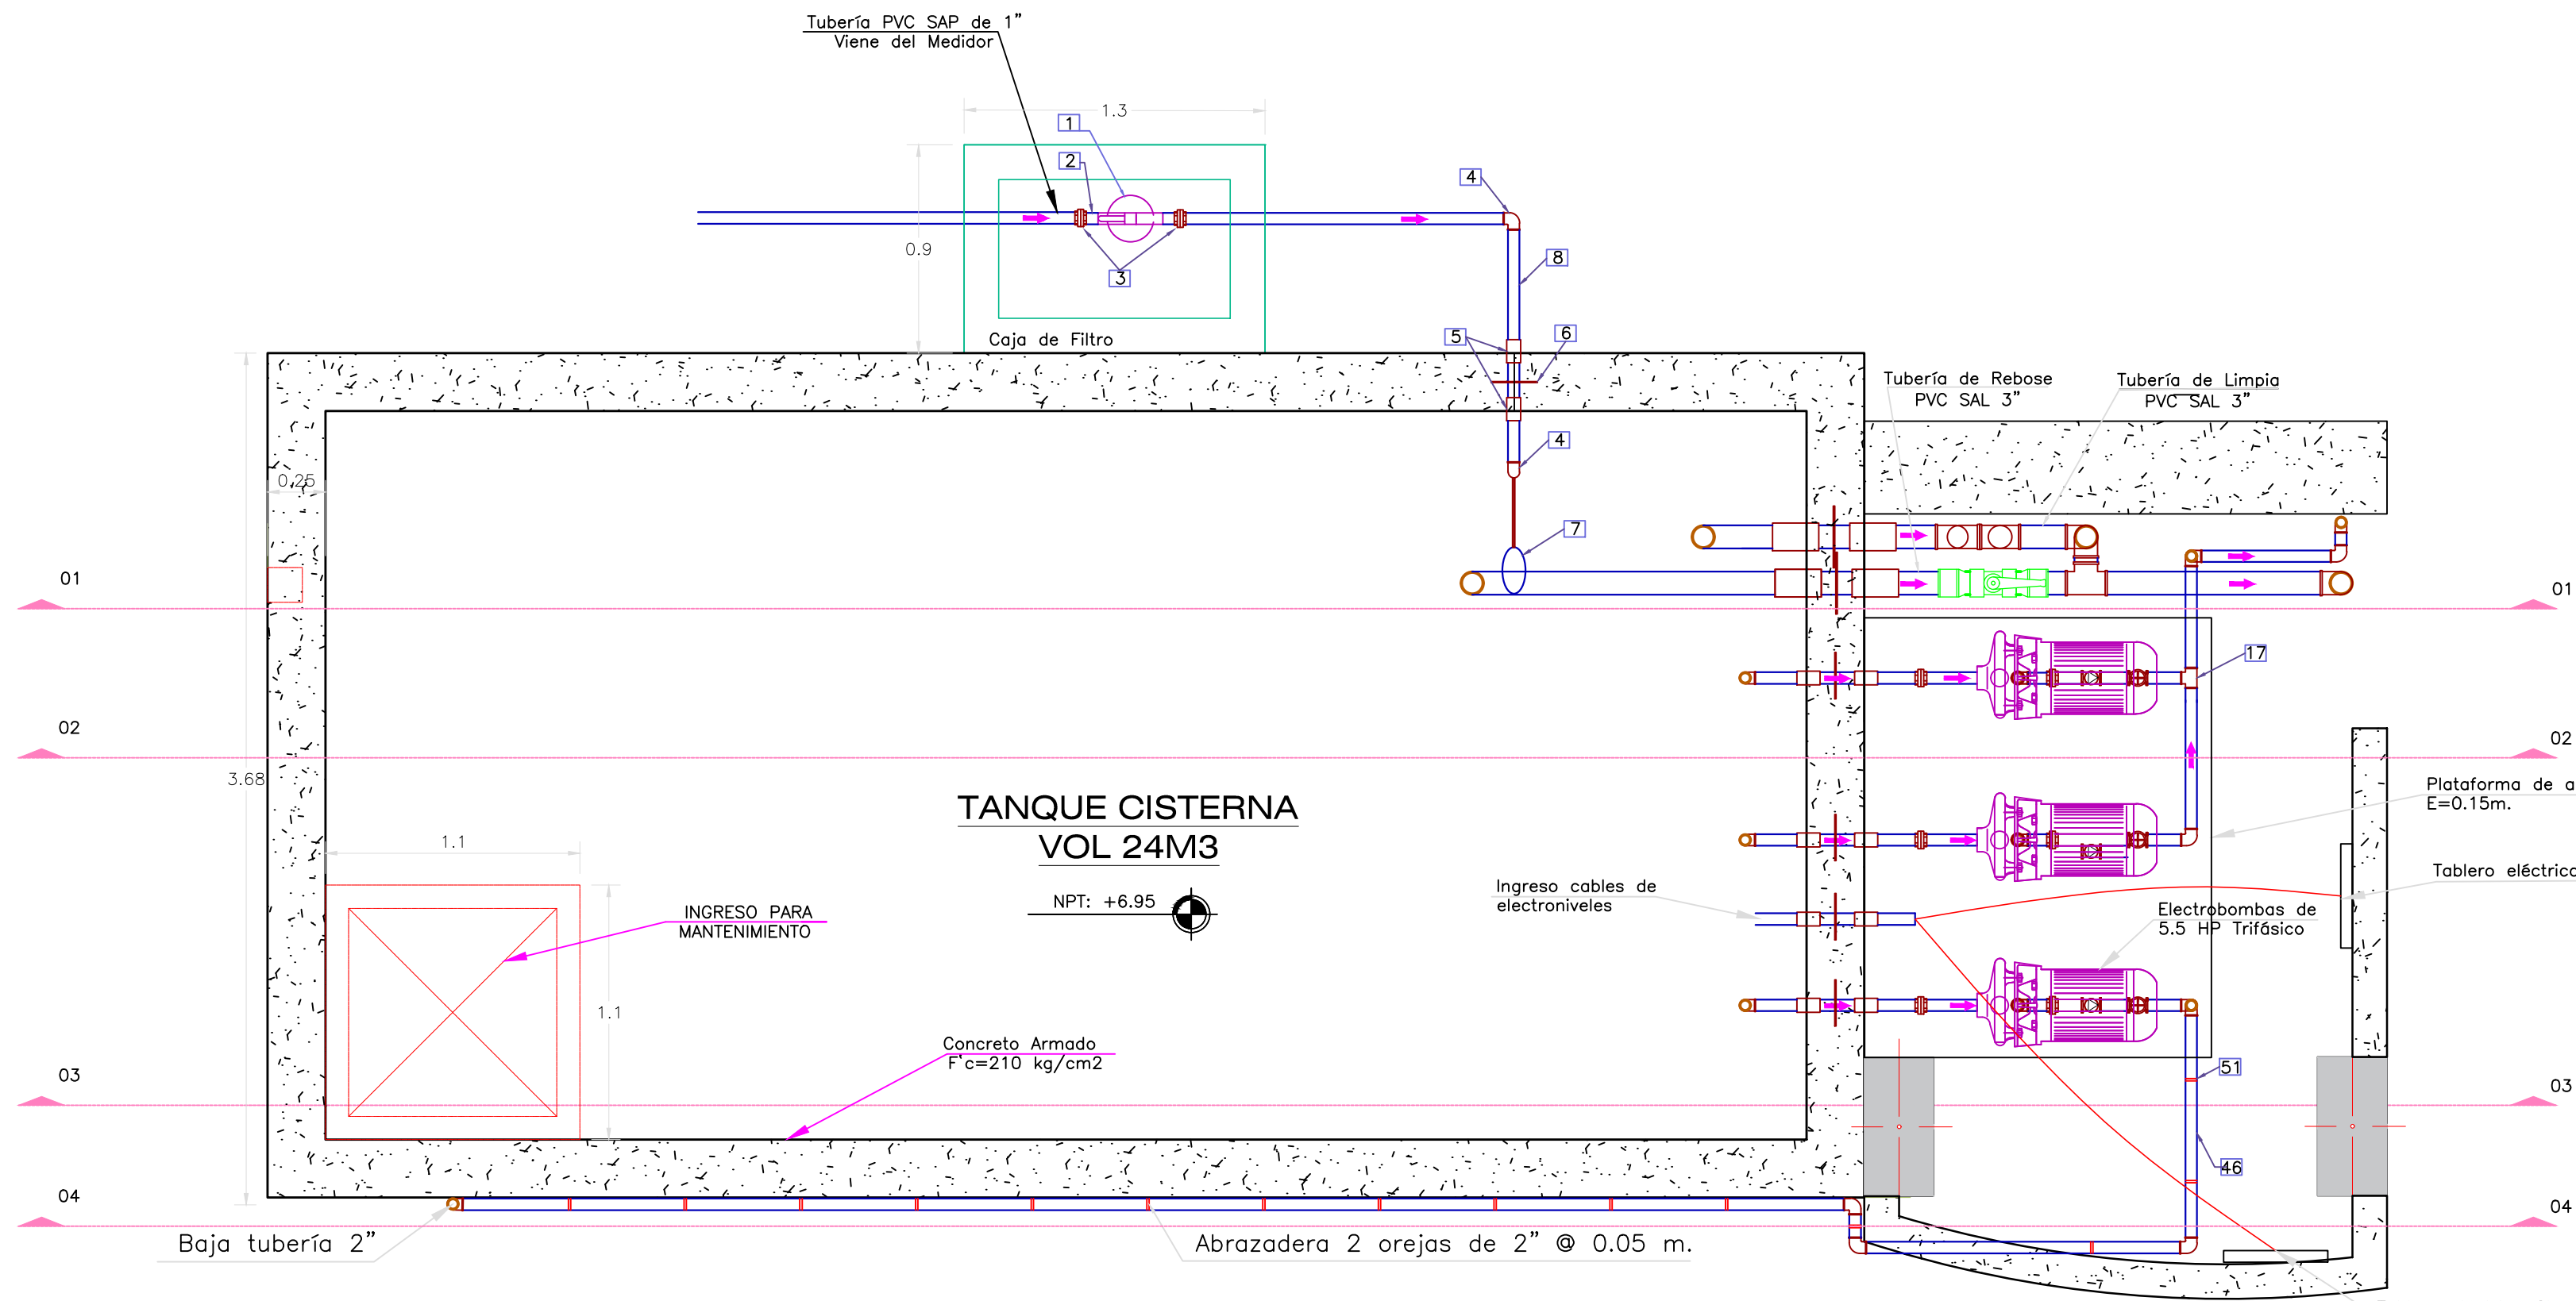 Tubería PVC SAP de 1”
Viene del Medidor
1.3
1
2
4
0.9
8
3
Caja de Filtro
5
6
Tubería de Rebose
PVC SAL 3”
Tubería de Limpia
PVC SAL 3”
4
0.25
7
01
01
17
02
02
3.68
TANQUE CISTERNA
VOL 24M3
Plataforma de a
E=0.15m.
1.1
NPT: +6.95
Ingreso cables de
electroniveles
Tablero eléctrico
INGRESO PARA
MANTENIMIENTO
Electrobombas de
5.5 HP Trifásico
1.1
Concreto Armado
F'c=210 kg/cm2
51
03
03
46
04
04
Baja tubería 2”
Abrazadera 2 orejas de 2” @ 0.05 m.